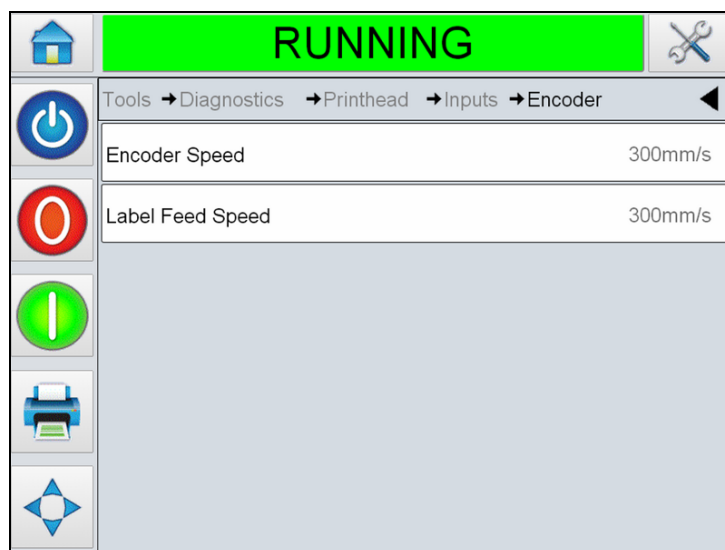 RUNNING
Tools ➔Diagnostics ➔Printhead ➔Inputs ➔Encoder
Encoder Speed 300mm/s
Label Feed Speed 300mm/s